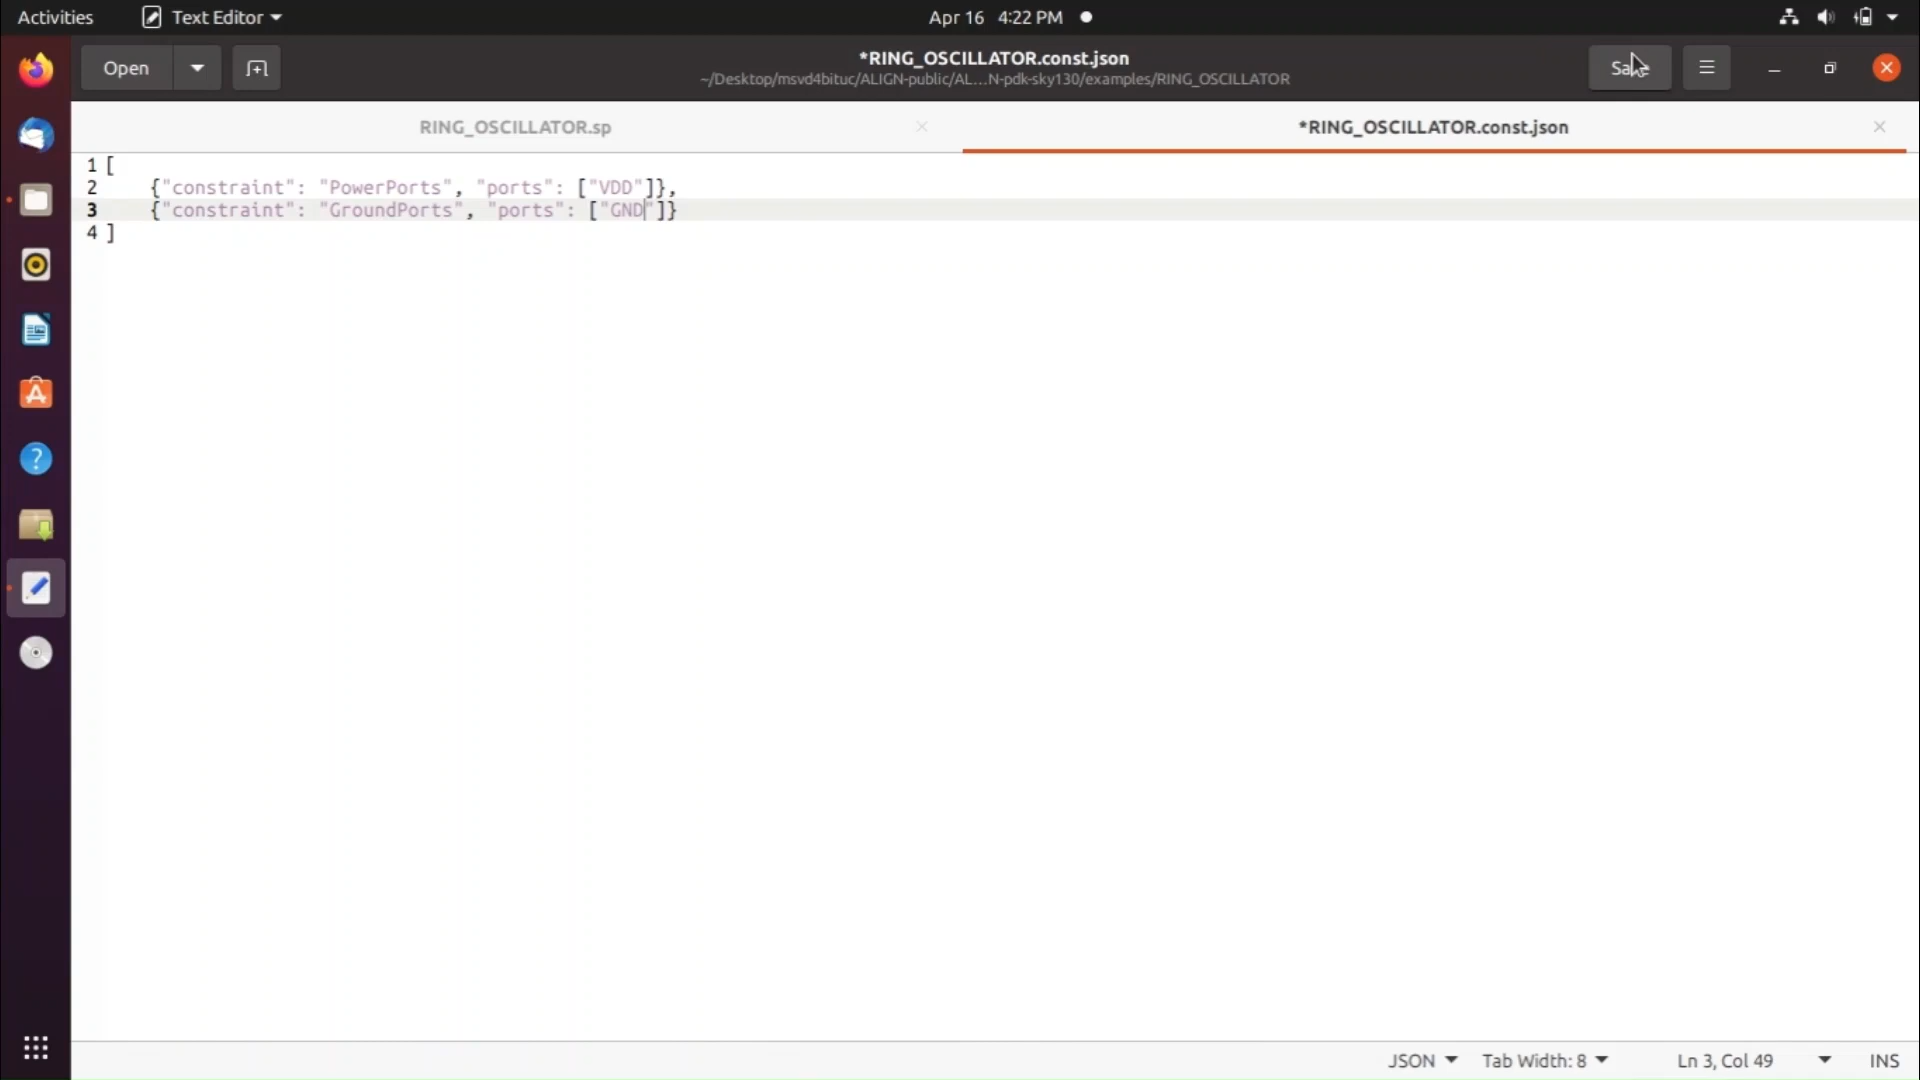 Activities
Text Editor
Apr 16 4:22 PM
Open
*RING_OSCILLATOR.const.json
~/Desktop/msvd4bituc/ALIGN-public/AL...N-pdk-sky130/examples/RING_OSCILLATOR
RING_OSCILLATOR.sp
*RING_OSCILLATOR.const.json
1 [
2 {"constraint": "PowerPorts", "ports": ["VDD"]},
3 {"constraint": "GroundPorts", "ports": ["GND"]}
4 ]
JSON
Tab Width: 8
Ln 3, Col 49
INS